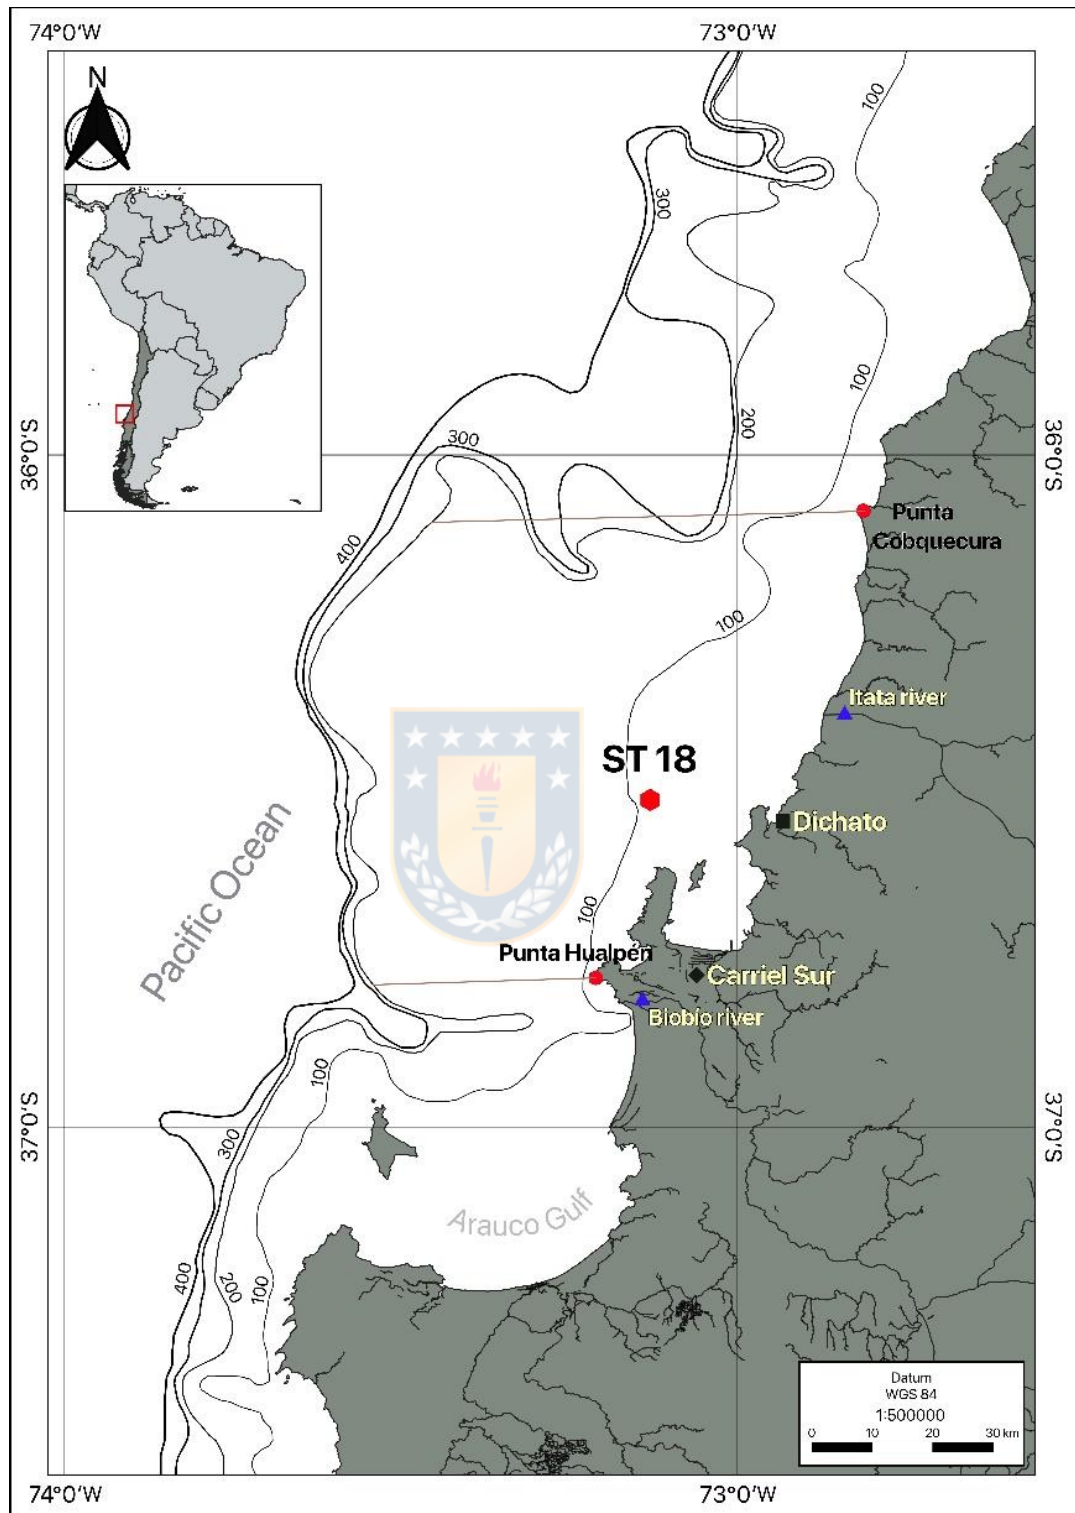 74°0'W
73°0'W
N
100
300
100
200
300
36°0'S
36°0'S
400
Punta
Cobquecura
100
Itata river
ST 18
Dichato
Pacific Ocean
100
Punta Hualpén
Carriel Sur
Biobío river
100
37°0'S
37°0'S
300
Arauco Gulf
400
200
100
Datum
WGS 84
1:500000
0 10 20 30 km
74°0'W
73°0'W